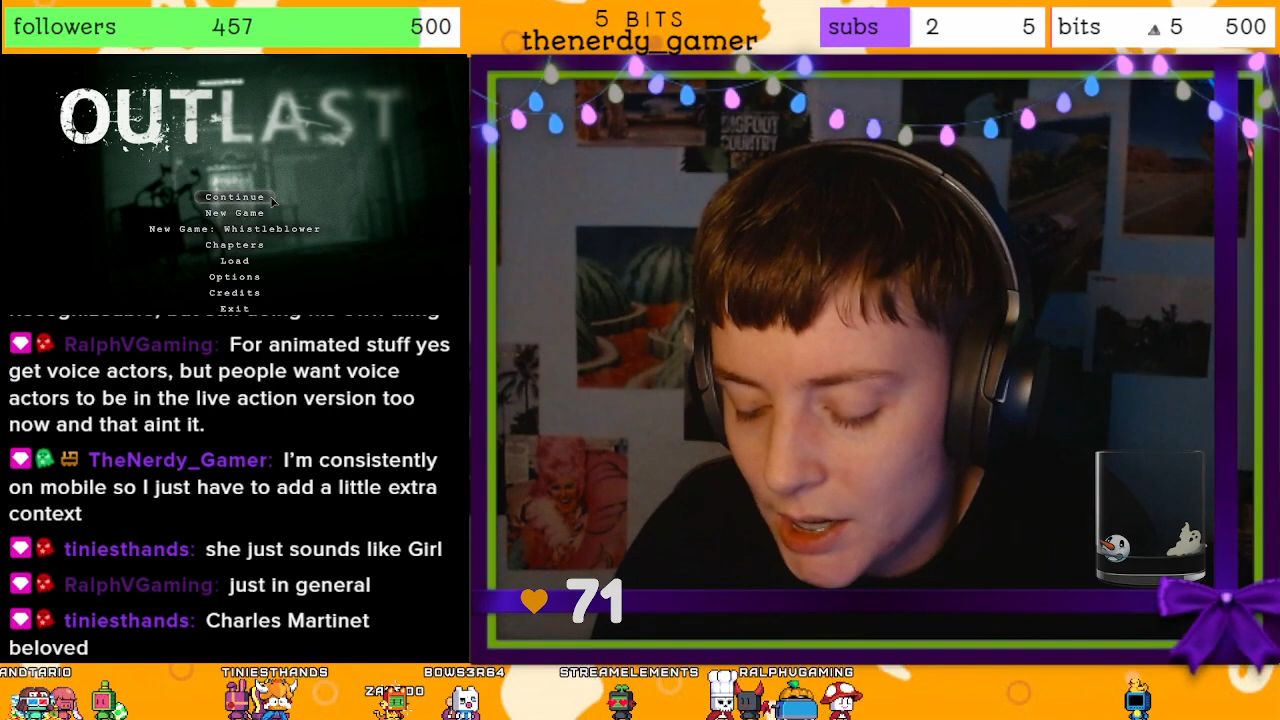 followers 457 500
5 BITS
thenerdy_gamer
subs 2 5
bits 5 500
OUTLAST
BIGFOOT
COUNTRY
Continue
New Game
New Game: Whistleblower
Chapters
Load
Options
Credits
Exit
RalphVGaming: For animated stuff yes
get voice actors, but people want voice
actors to be in the live action version too
now and that aint it.
TheNerdy_Gamer: I'm consistently
on mobile so I just have to add a little extra
context
tiniesthands: she just sounds like Girl
RalphVGaming: just in general
tiniesthands: Charles Martinet
beloved
71
ANDTARIO TINIESTHANDS BOWS3R64 STREAMELEMENTS RALPHVGAMING